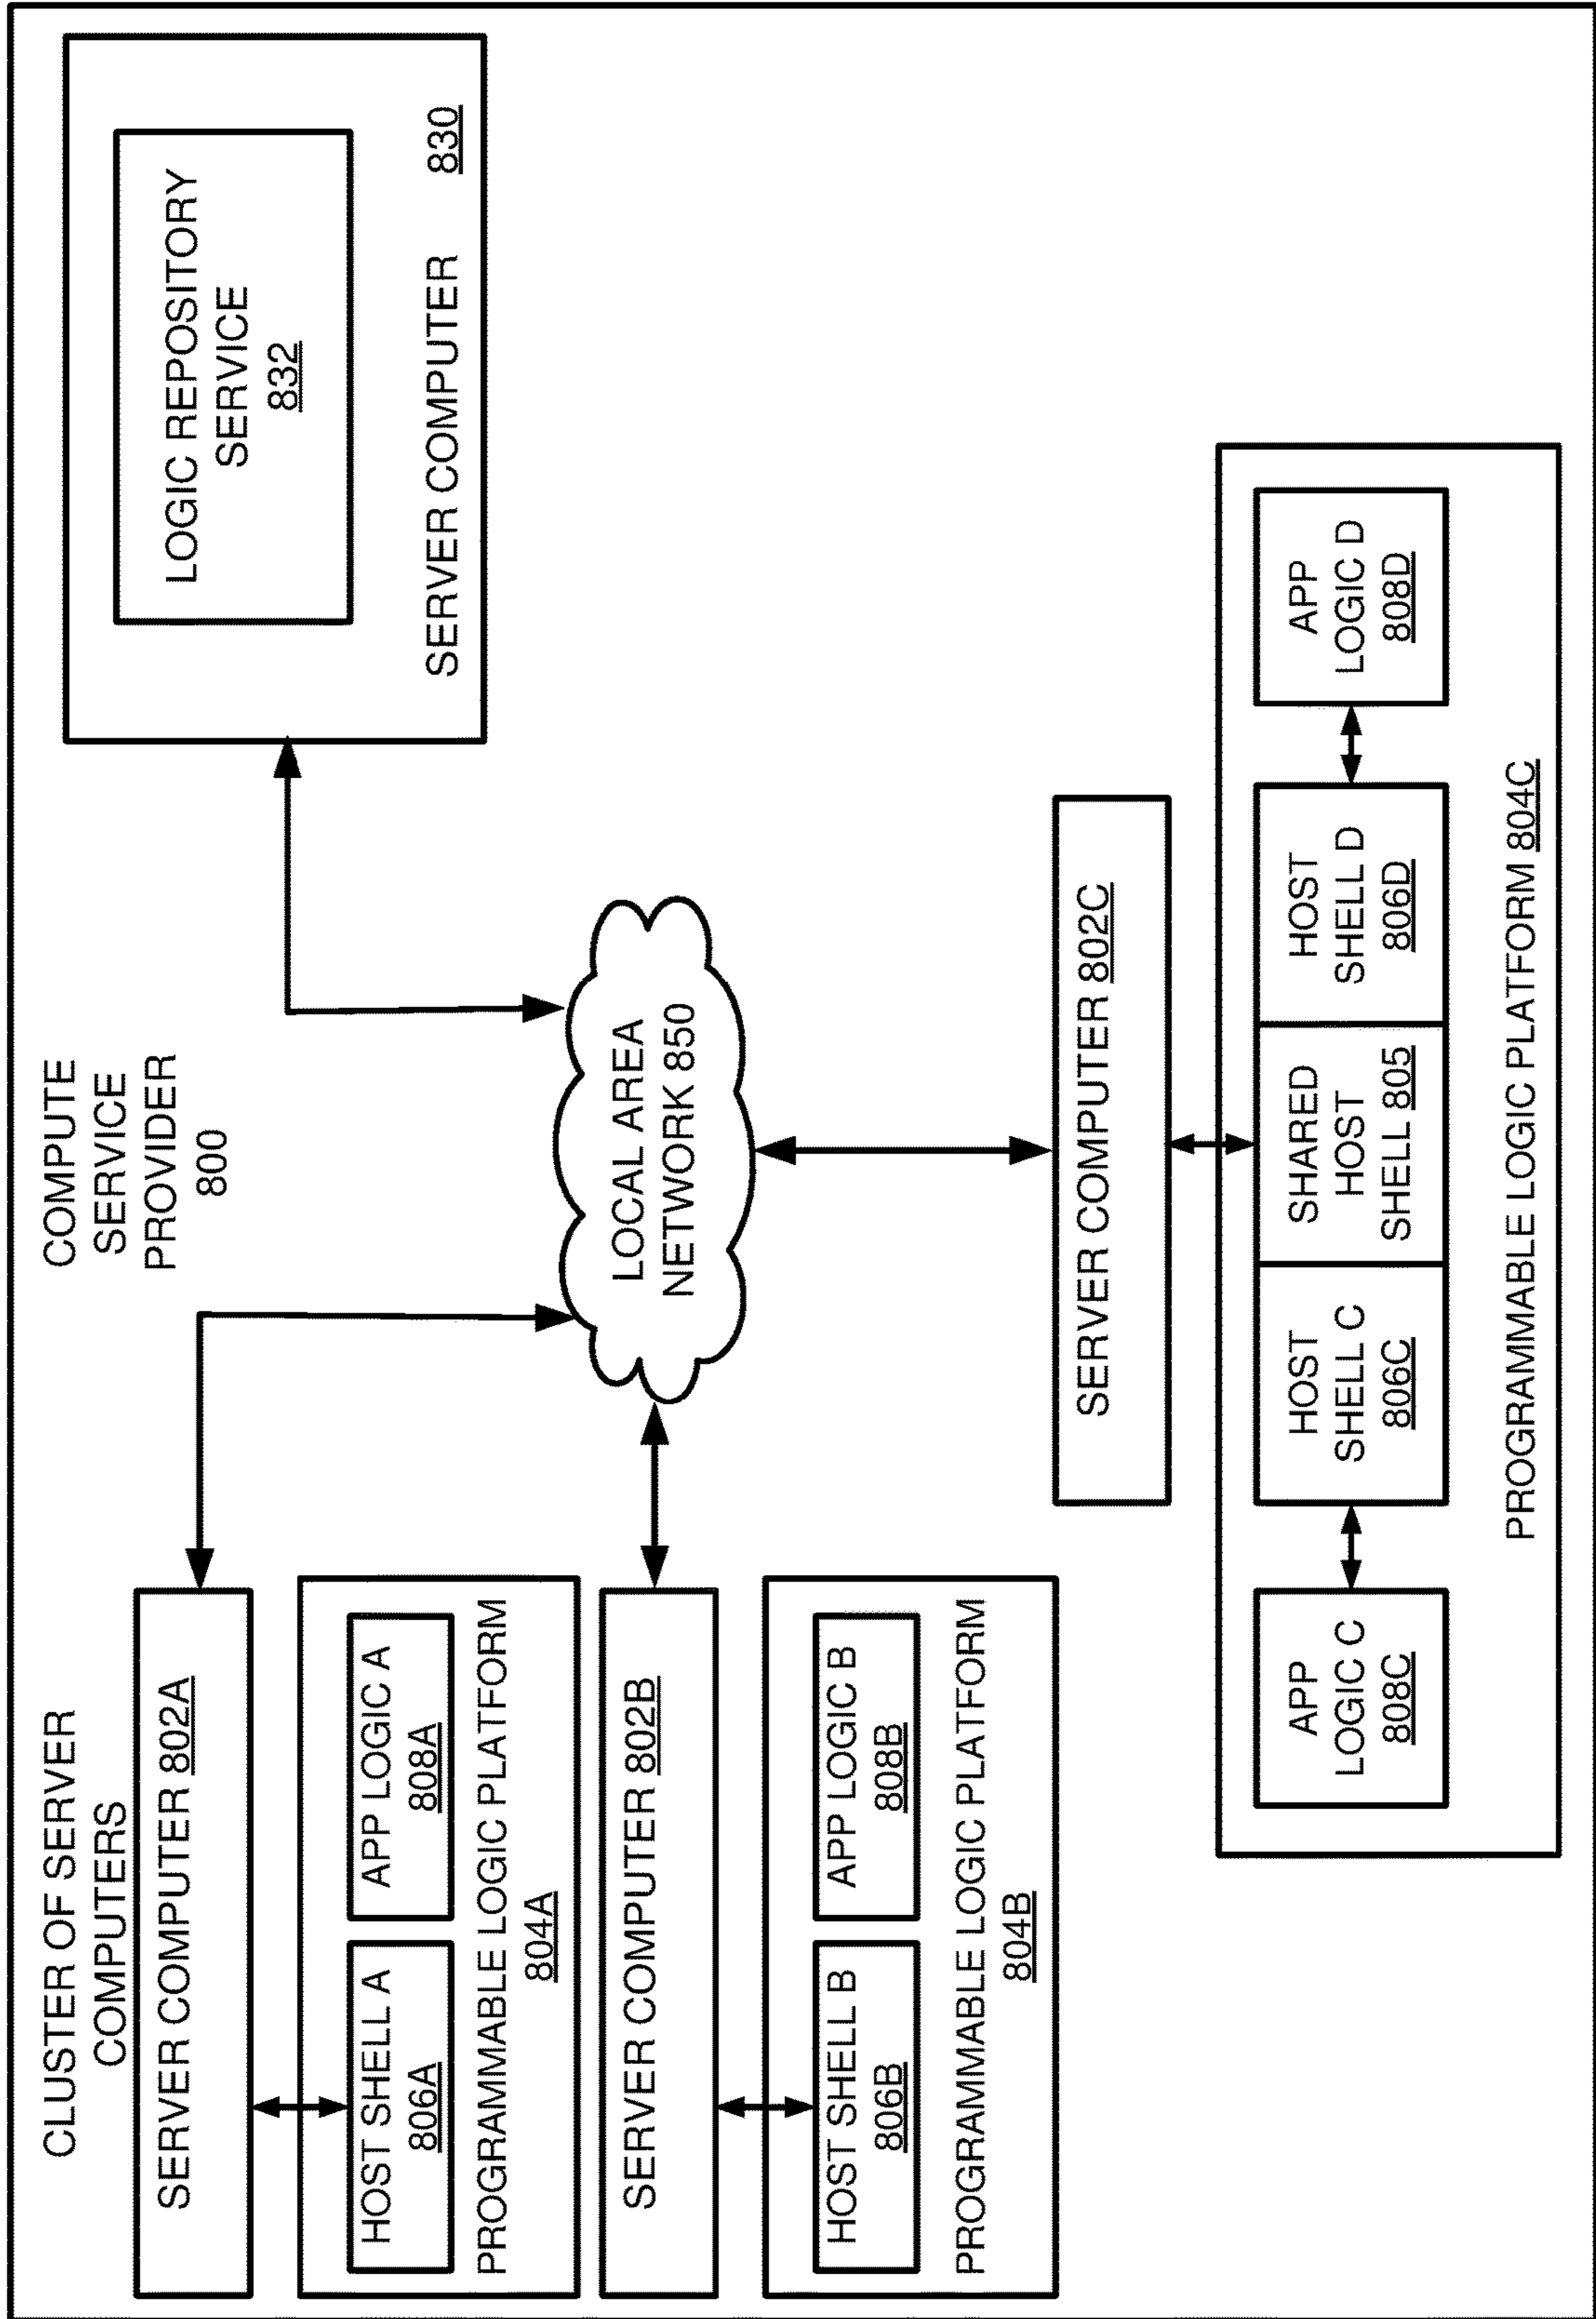 CLUSTER OF SERVER
COMPUTERS
SERVER COMPUTER 802A
HOST SHELL A
806A
APP LOGIC A
808A
PROGRAMMABLE LOGIC PLATFORM
804A
SERVER COMPUTER 802B
HOST SHELL B
806B
APP LOGIC B
808B
PROGRAMMABLE LOGIC PLATFORM
804B
COMPUTE
SERVICE
PROVIDER
800
LOCAL AREA
NETWORK 850
LOGIC REPOSITORY
SERVICE
832
SERVER COMPUTER 830
SERVER COMPUTER 802C
APP
LOGIC C
808C
HOST
SHELL C
806C
SHARED
HOST
SHELL 805
HOST
SHELL D
806D
APP
LOGIC D
808D
PROGRAMMABLE LOGIC PLATFORM 804C